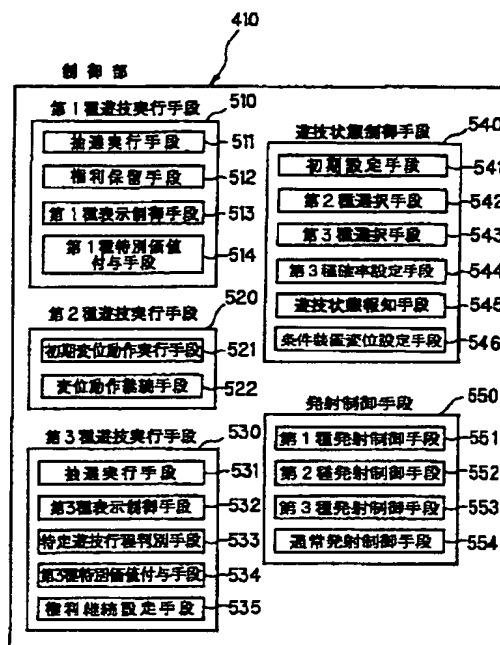 410
制御部
第1種遊技実行手段
510
抽選実行手段
511
権利保留手段
512
第1種表示制御手段
513
第1種特別価値
付与手段
514
第2種遊技実行手段
520
初期変位動作実行手段
521
変位動作継続手段
522
第3種遊技実行手段
530
抽選実行手段
531
第3種表示制御手段
532
特定遊技行程判別手段
533
第3種特別価値付与手段
534
権利継続設定手段
535
遊技状態制御手段
540
初期設定手段
541
第2種選択手段
542
第3種選択手段
543
第3種確率設定手段
544
遊技状態報知手段
545
条件装置変位設定手段
546
発射制御手段
550
第1種発射制御手段
551
第2種発射制御手段
552
第3種発射制御手段
553
通常発射制御手段
554